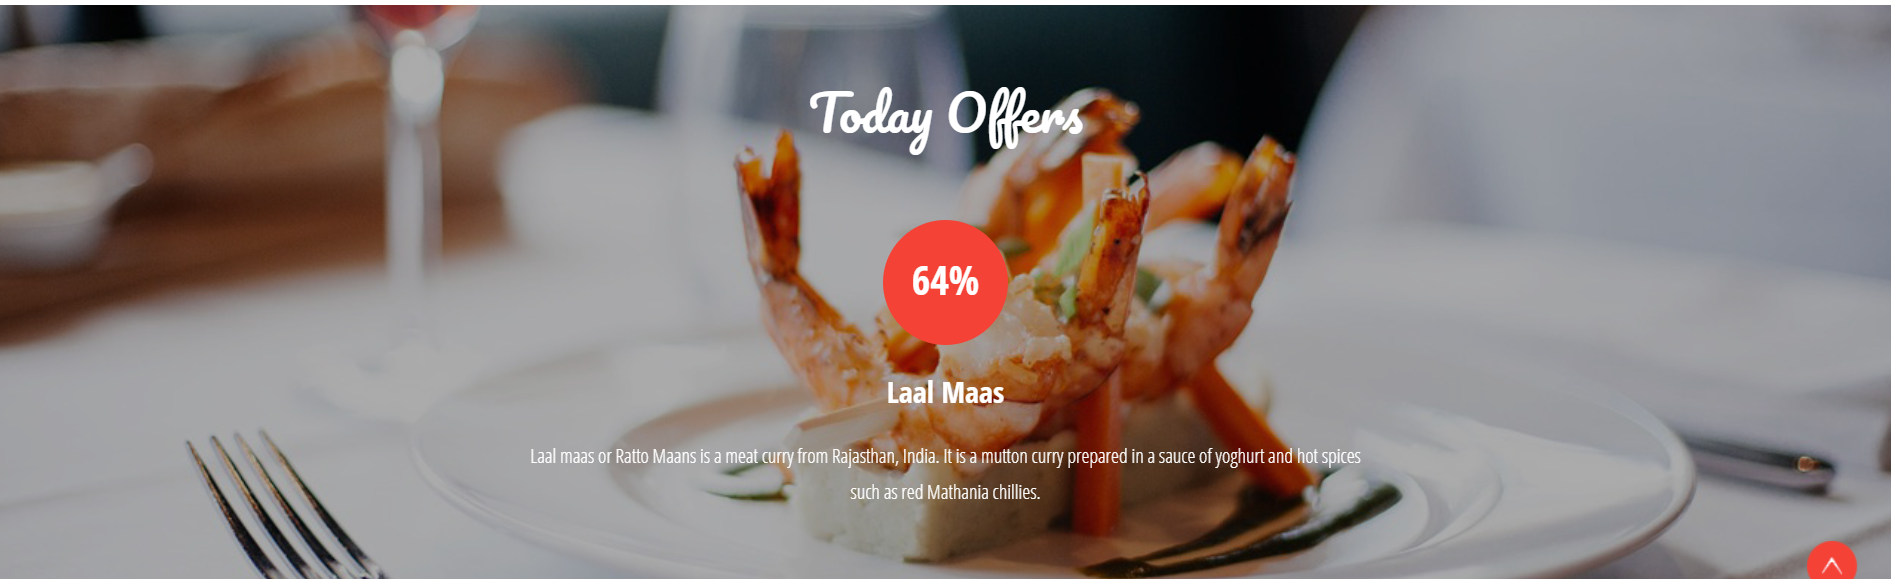 Today Offers
64%
Laal Maas
Laal maas or Ratto Maans is a meat curry from Rajasthan, India. It is a mutton curry prepared in a sauce of yoghurt and hot spices
such as red Mathania chillies.